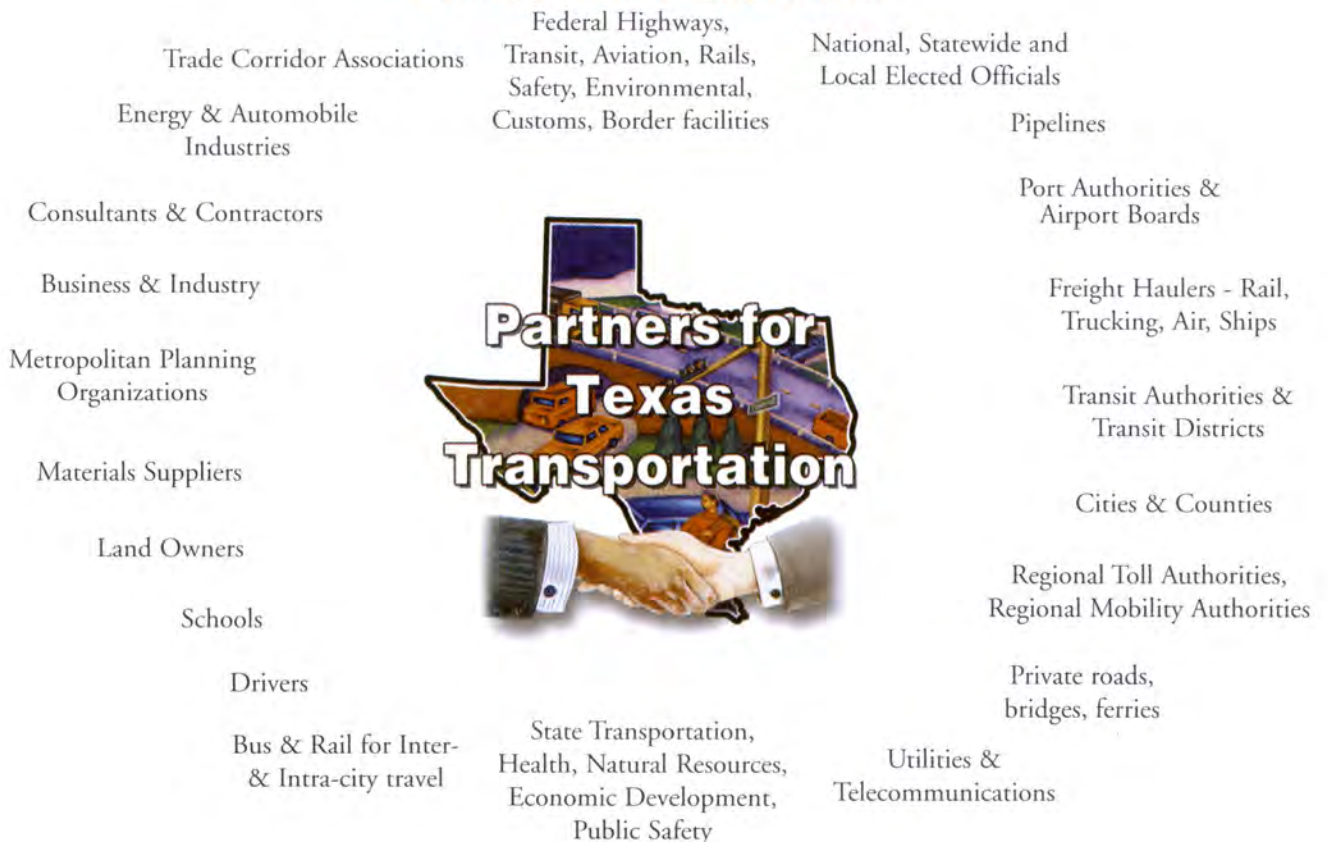 Federal Highways,
Transit, Aviation, Rails,
Safety, Environmental,
Customs, Border facilities
National, Statewide and
Local Elected Officials
Pipelines
Port Authorities &
Airport Boards
Freight Haulers - Rail,
Trucking, Air, Ships
Transit Authorities &
Transit Districts
Cities & Counties
Regional Toll Authorities,
Regional Mobility Authorities
Private roads,
bridges, ferries
Utilities &
Telecommunications
State Transportation,
Health, Natural Resources,
Economic Development,
Public Safety
Bus & Rail for Inter-
& Intra-city travel
Drivers
Schools
Land Owners
Materials Suppliers
Metropolitan Planning
Organizations
Business & Industry
Consultants & Contractors
Energy & Automobile
Industries
Trade Corridor Associations
Partners for
Texas
Transportation